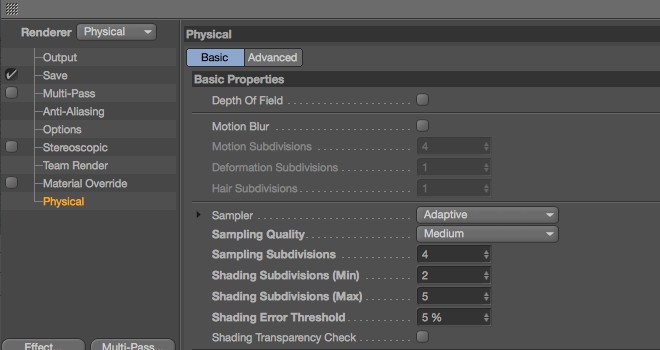 Renderer Physical
Output
Save
Multi-Pass
Anti-Aliasing
Options
Stereoscopic
Team Render
Material Override
Physical
Effect...
Multi-Pass...
Physical
Basic Advanced
Basic Properties
Depth Of Field
Motion Blur
Motion Subdivisions 4
Deformation Subdivisions 1
Hair Subdivisions 1
Sampler Adaptive
Sampling Quality Medium
Sampling Subdivisions 4
Shading Subdivisions (Min) 2
Shading Subdivisions (Max) 5
Shading Error Threshold 5 %
Shading Transparency Check